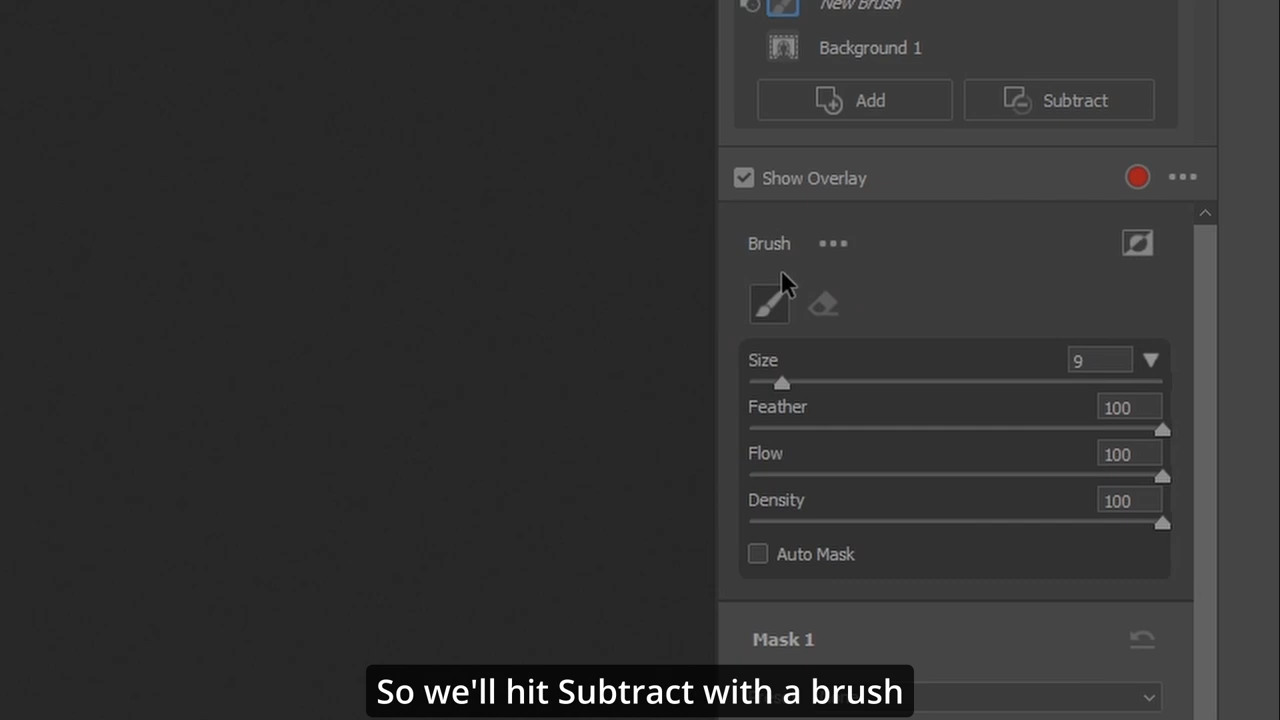 New Brush
Background 1
Add
Subtract
Show Overlay
Brush
Size
9
Feather
100
Flow
100
Density
100
Auto Mask
Mask 1
So we'll hit Subtract with a brush